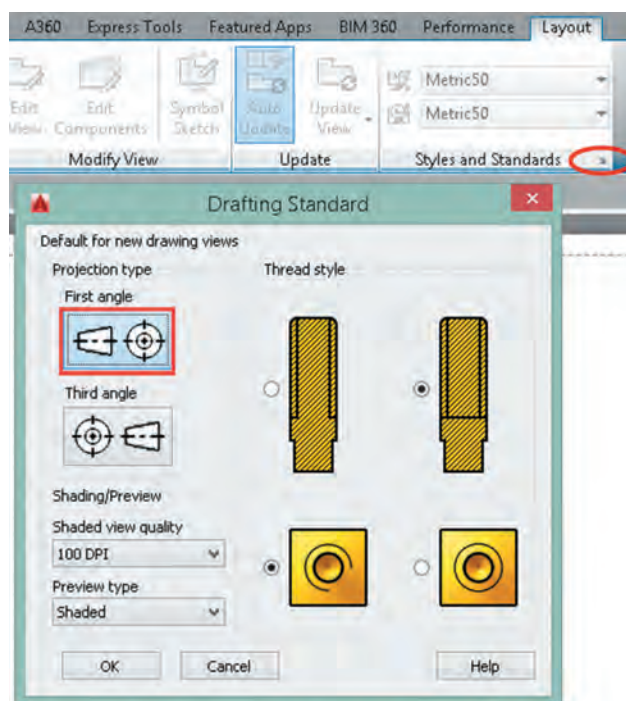 A360 Express Tools Featured Apps BIM 360 Performance Layout
Edit View
Edit Components
Symbol Sketch
Auto Update
Update View
Metric50
Metric50
Modify View Update Styles and Standards
Drafting Standard
Default for new drawing views
Projection type
Thread style
First angle
Third angle
Shading/Preview
Shaded view quality
100 DPI
Preview type
Shaded
OK Cancel Help